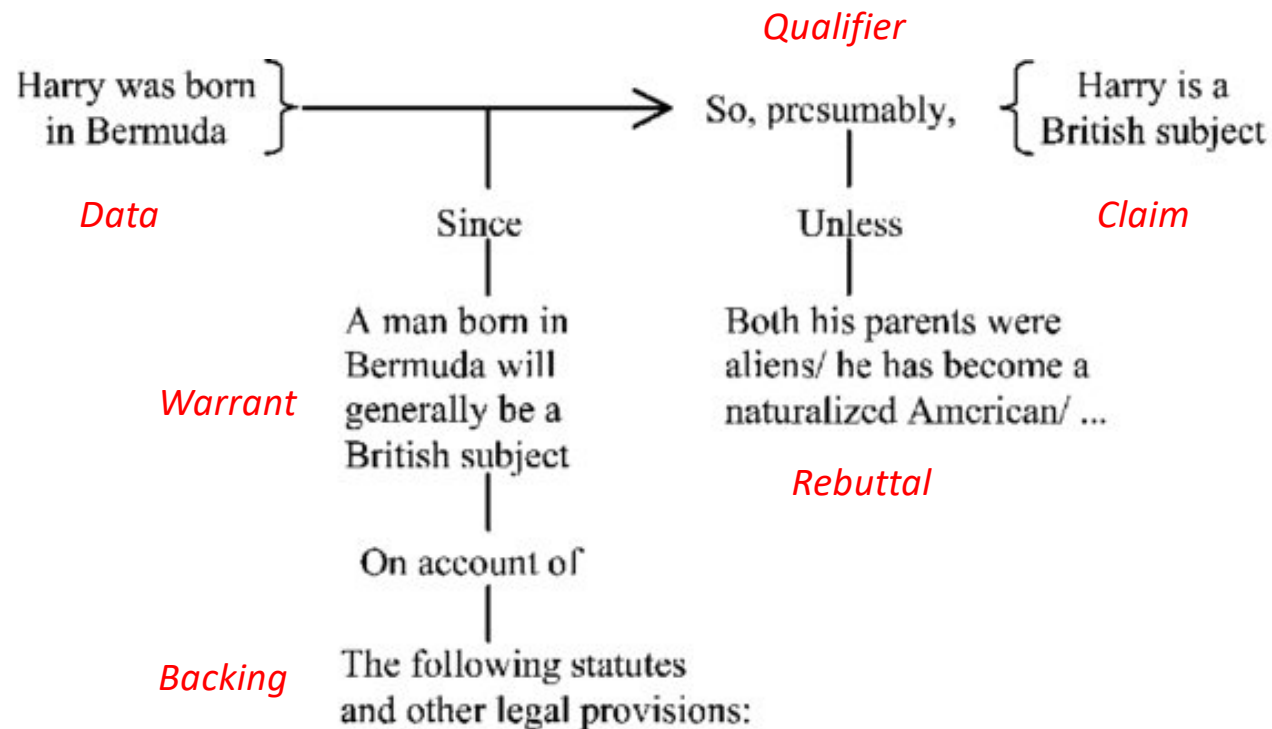 Qualifier
Harry was born
in Bermuda
So, presumably,
Harry is a
British subject
Data
Since
Unless
Claim
A man born in
Bermuda will
generally be a
British subject
Warrant
Both his parents were
aliens/ he has become a
naturalized American/ ...
Rebuttal
On account of
Backing
The following statutes
and other legal provisions: